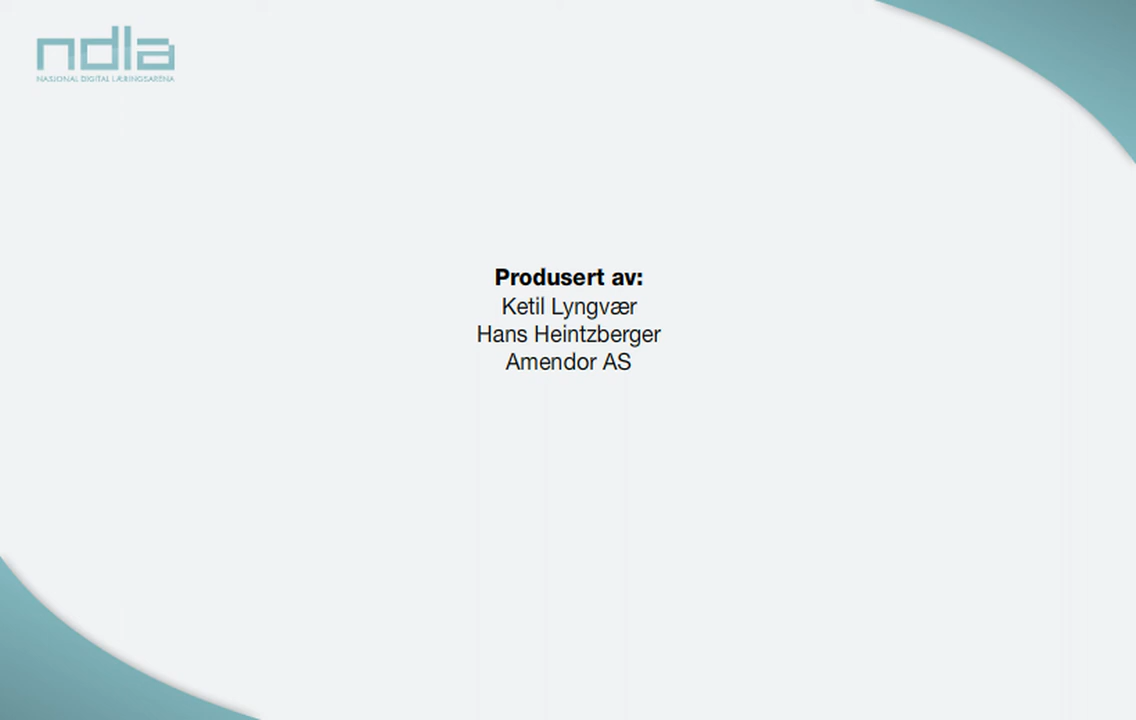 ndla
NASJONAL DIGITAL LÆRINGSARENA
Produsert av:
Ketil Lyngvær
Hans Heintzberger
Amendor AS